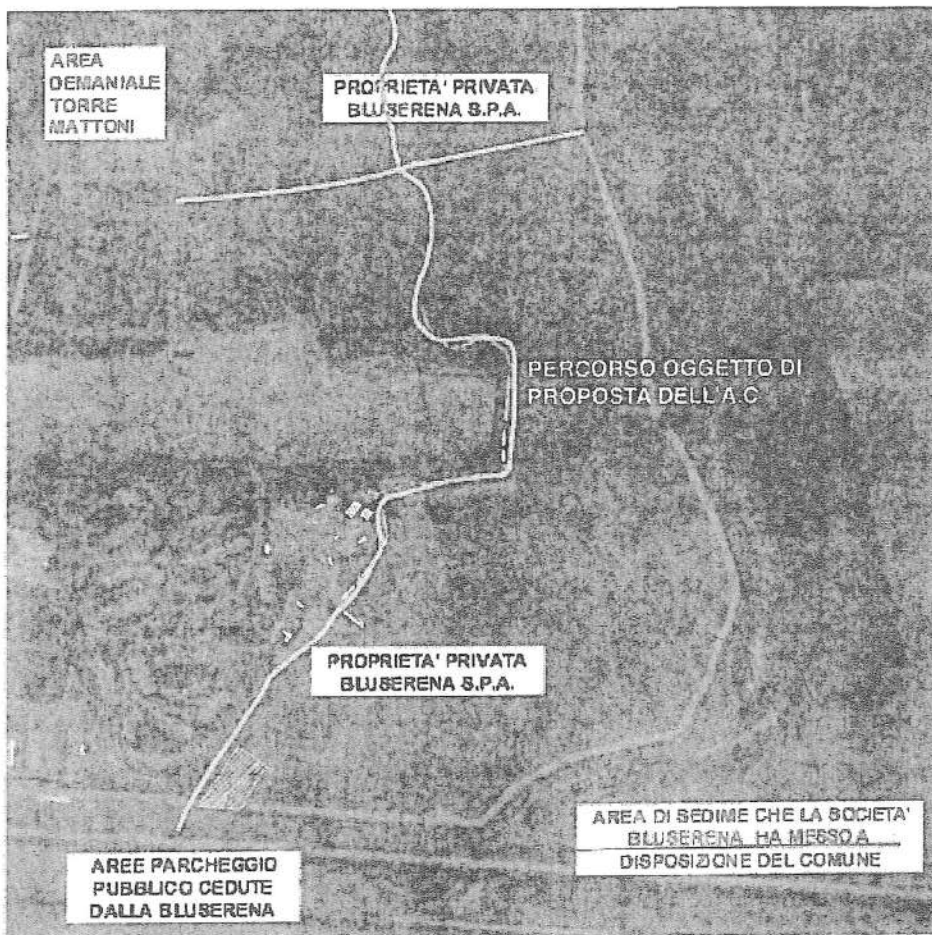 AREA
DEMANIALE
TORRE
MATTONI
PROPRIETA' PRIVATA
BLUSERENA S.P.A.
PERCORSO OGGETTO DI
PROPOSTA DELL'A.C
PROPRIETA' PRIVATA
BLUSERENA S.P.A.
AREA DI SEDIME CHE LA SOCIETA'
BLUSERENA HA MESSO A
DISPOSIZIONE DEL COMUNE
AREE PARCHEGGIO
PUBBLICO CEDUTE
DALLA BLUSERENA